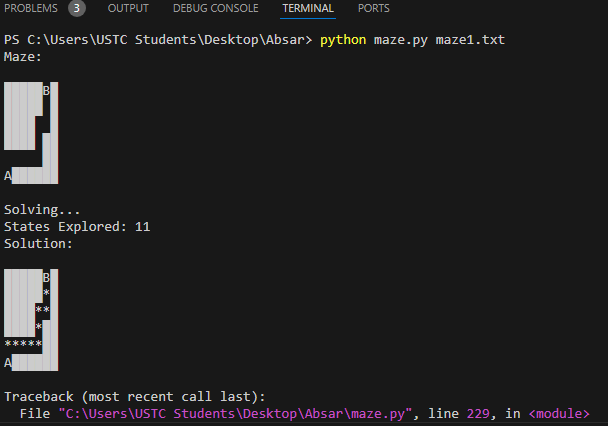 PROBLEMS 3 OUTPUT DEBUG CONSOLE TERMINAL PORTS
PS C:\Users\USTC Students\Desktop\Absar> python maze.py maze1.txt
Maze:
█████B█
█████ █
████  █
████ ██
     ██
A██████
Solving...
States Explored: 11
Solution:
█████B█
█████*█
████**█
████*██
*****██
A██████
Traceback (most recent call last):
File "C:\Users\USTC Students\Desktop\Absar\maze.py", line 229, in <module>